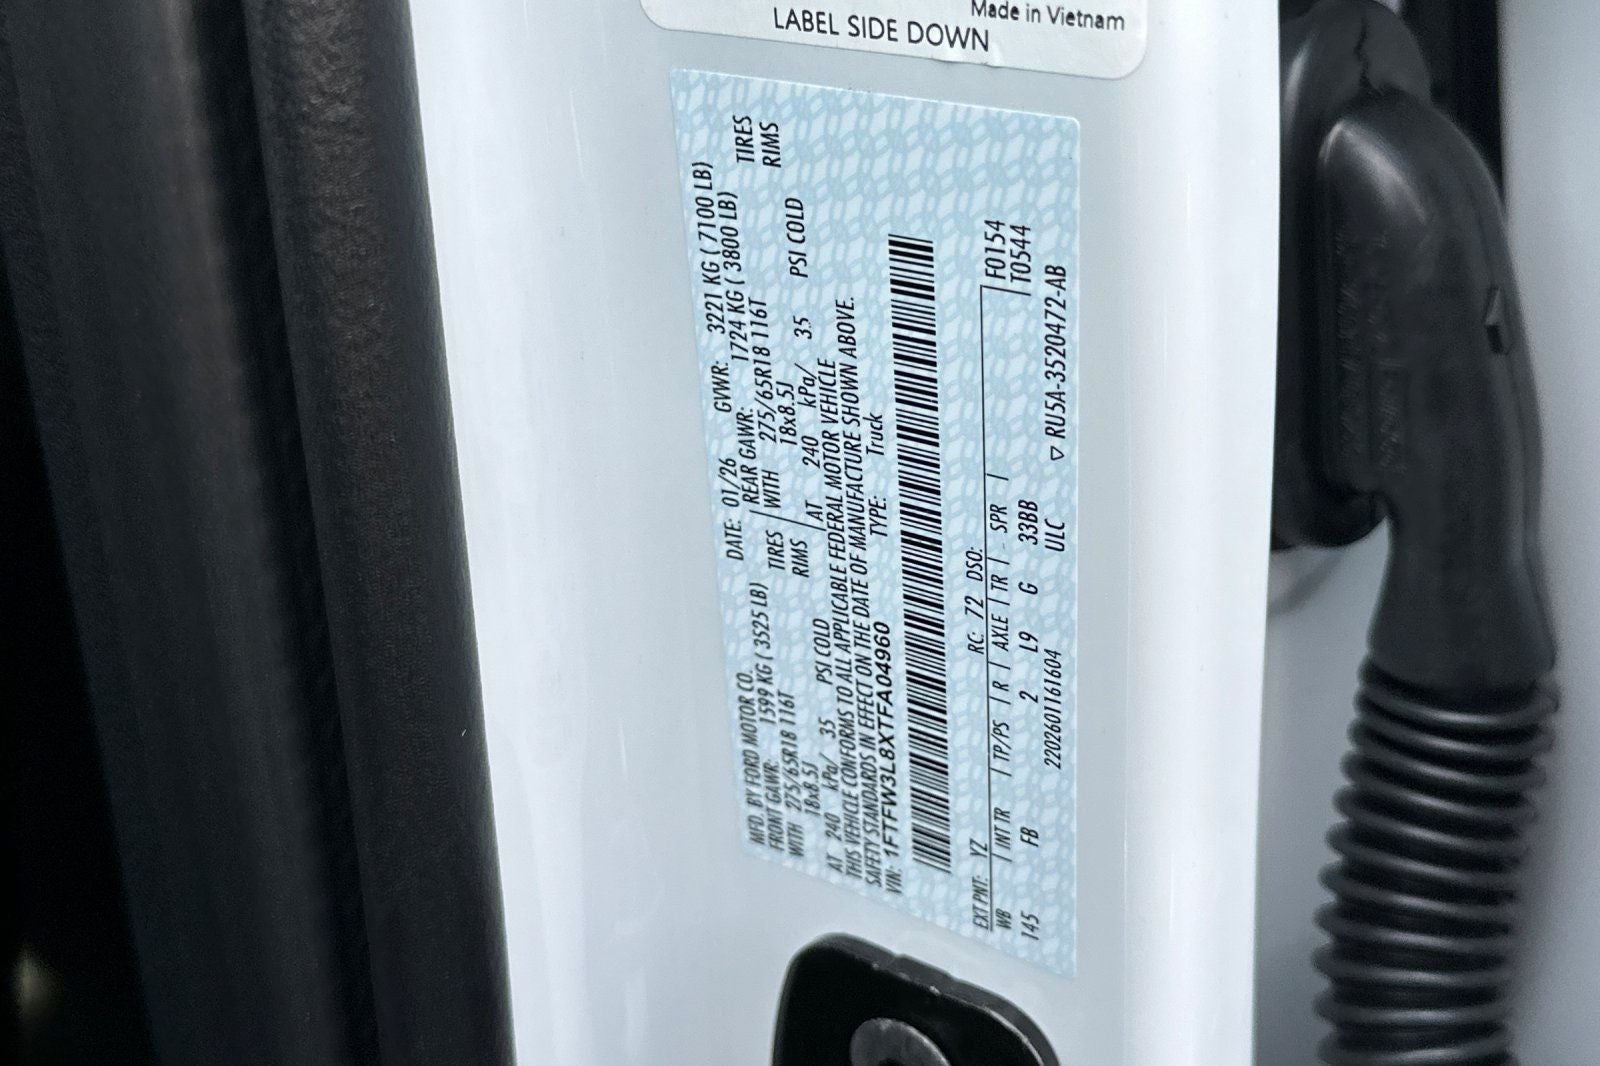 Made in Vietnam
LABEL SIDE DOWN
MFD. BY FORD MOTOR CO. DATE: 01/26 GVWR: 3221 KG ( 7100 LB)
FRONT GAWR: 1599 KG ( 3525 LB) REAR GAWR: 1724 KG ( 3800 LB)
WITH 275/65R18 116T TIRES WITH 275/65R18 116T TIRES
18x8.5J RIMS 18x8.5J RIMS
AT 240 kPa/ 35 PSI COLD AT 240 kPa/ 35 PSI COLD
THIS VEHICLE CONFORMS TO ALL APPLICABLE FEDERAL MOTOR VEHICLE
SAFETY STANDARDS IN EFFECT ON THE DATE OF MANUFACTURE SHOWN ABOVE.
VIN: 1FTFW3L8XTFA04960 TYPE: Truck
EXT PNT: YZ RC: 72 DSO: F0154
WB INT TR TP/PS R AXLE TR SPR T0544
145 FB 2 L9 G 33BB
220260116 1604 ULC ▽ RU5A-3520472-AB